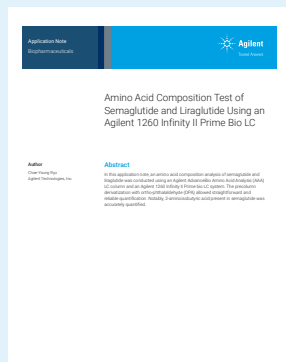 Application Note
Biopharmaceuticals
Agilent
Trusted Answers
Amino Acid Composition Test of
Semaglutide and Liraglutide Using an
Agilent 1260 Infinity II Prime Bio LC
Author
Chae-Young Ryu
Agilent Technologies, Inc.
Abstract
In this application note, an amino acid composition analysis of semaglutide and
liraglutide was conducted using an Agilent AdvanceBio Amino Acid Analysis (AAA)
LC column and an Agilent 1260 Infinity II Prime bio LC system. The precolumn
derivatization with ortho-phthalaldehyde (OPA) allowed straightforward and
reliable quantification. Notably, 2-aminoisobutyric acid present in semaglutide was
accurately quantified.